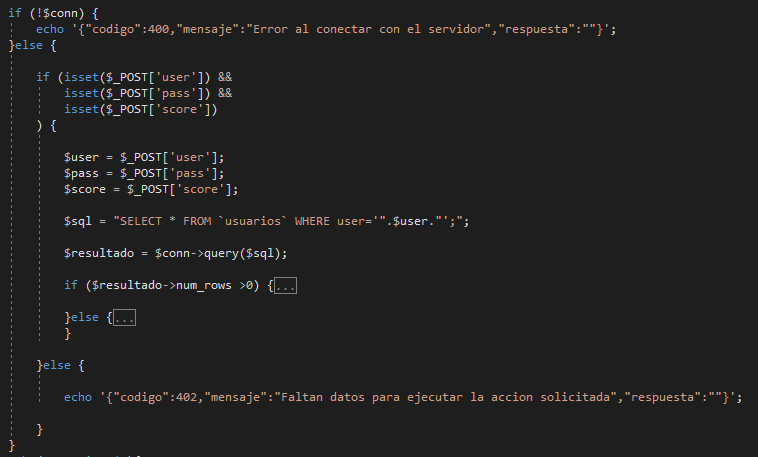 if (!$conn) {
    echo '{"codigo":400,"mensaje":"Error al conectar con el servidor","respuesta":""}';
}else {
    if (isset($_POST['user']) &&
        isset($_POST['pass']) &&
        isset($_POST['score'])
    ) {
        $user = $_POST['user'];
        $pass = $_POST['pass'];
        $score = $_POST['score'];
        $sql = "SELECT * FROM `usuarios` WHERE user='".$user."';";
        $resultado = $conn->query($sql);
        if ($resultado->num_rows >0) {...
        }else {...
        }
    }else {
        echo '{"codigo":402,"mensaje":"Faltan datos para ejecutar la accion solicitada","respuesta":""}';
    }
}